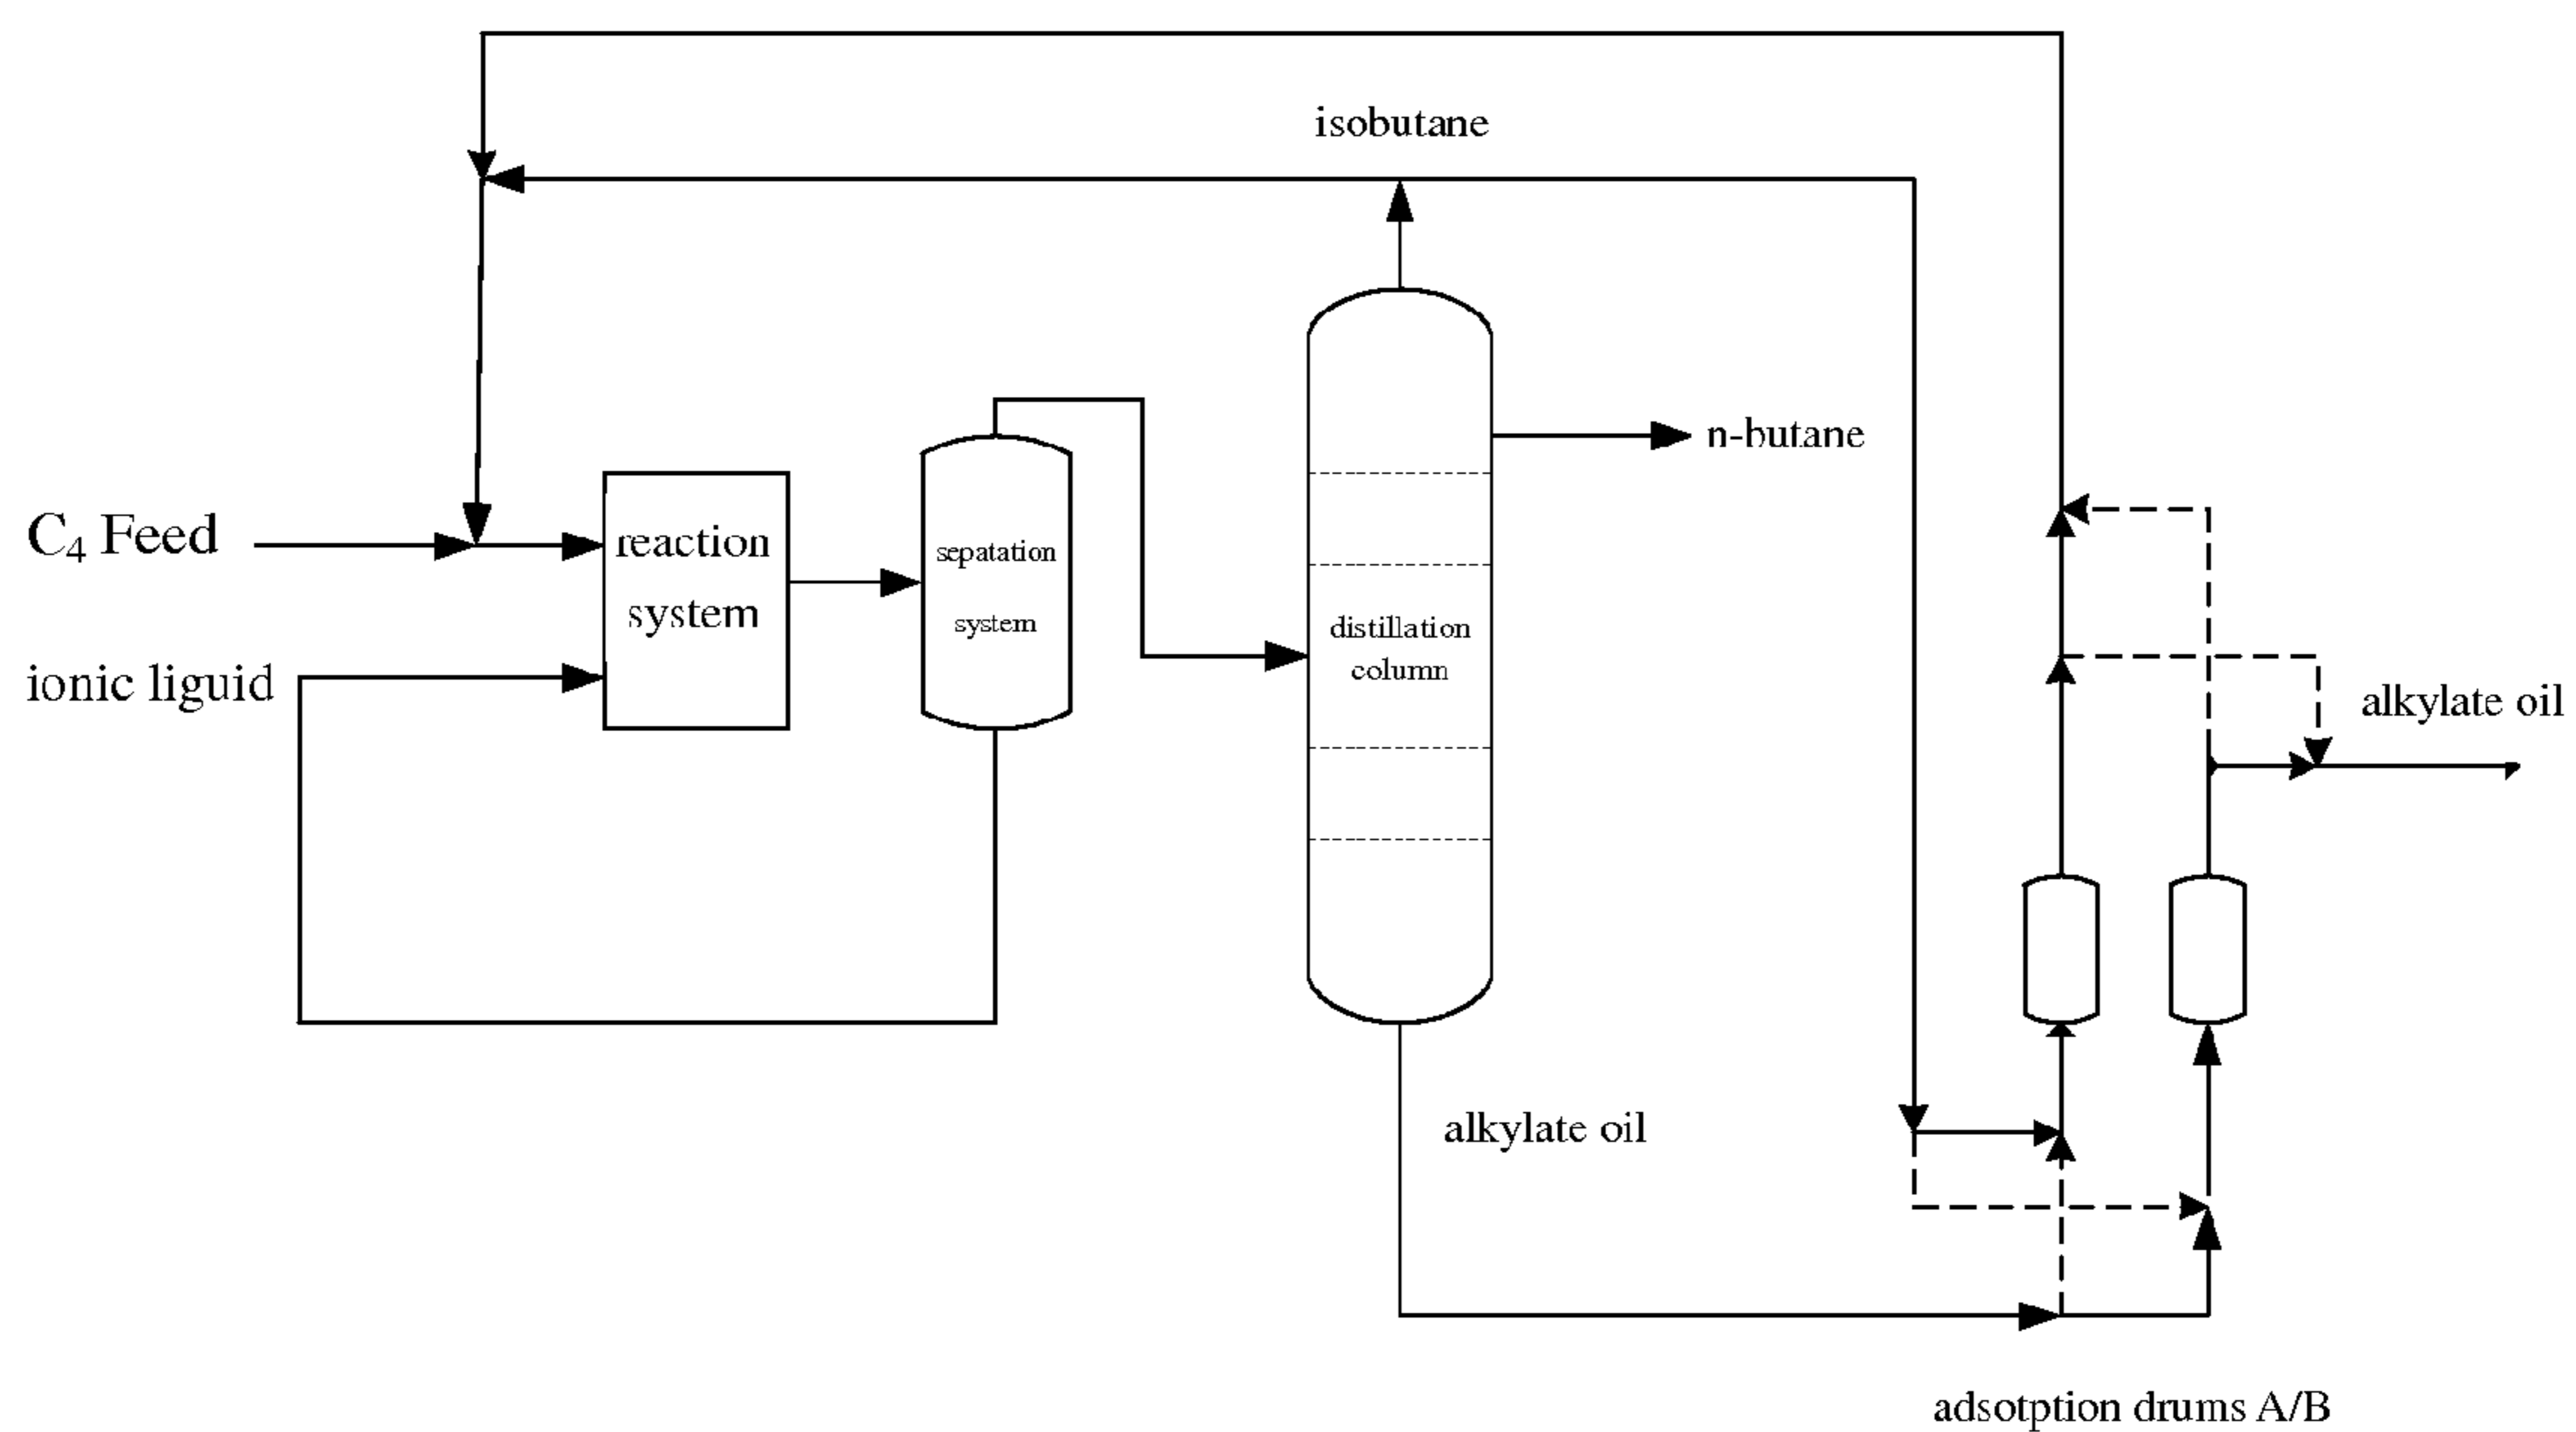 isobutane
n-butane
C₄ Feed
reaction
system
sepatation
system
distillation
column
ionic liguid
alkylate oil
alkylate oil
adsotption drums A/B